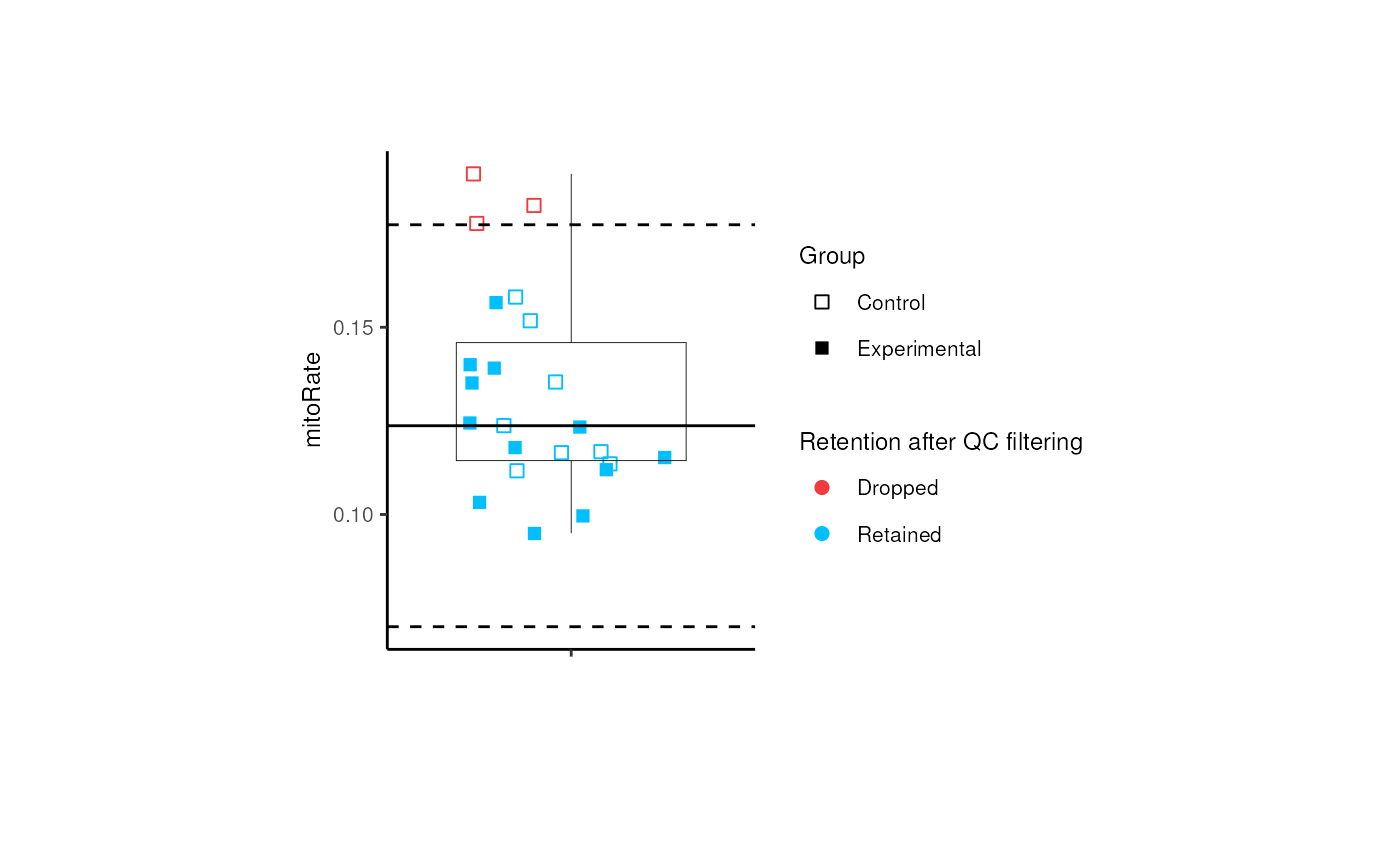 mitoRate
0.15
0.10
Group
Control
Experimental
Retention after QC filtering
Dropped
Retained